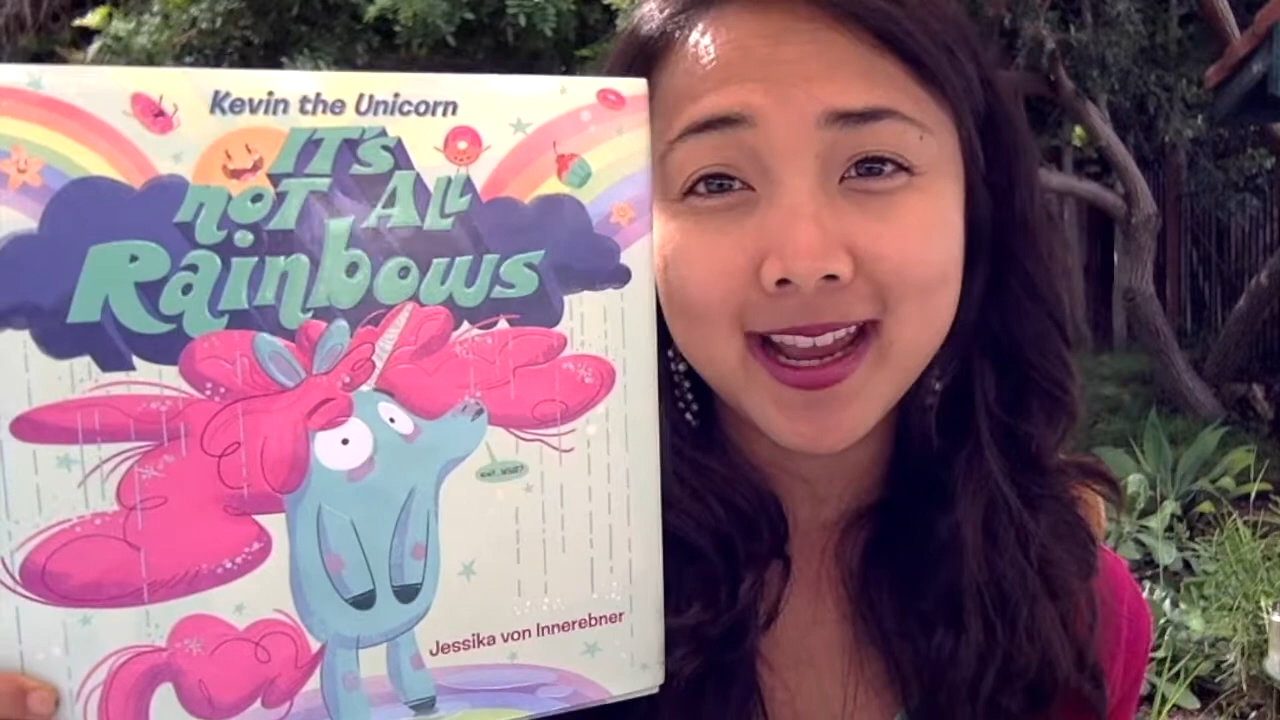 Kevin the Unicorn
IT's
noT ALL
Rainbows
Jessika von Innerebner